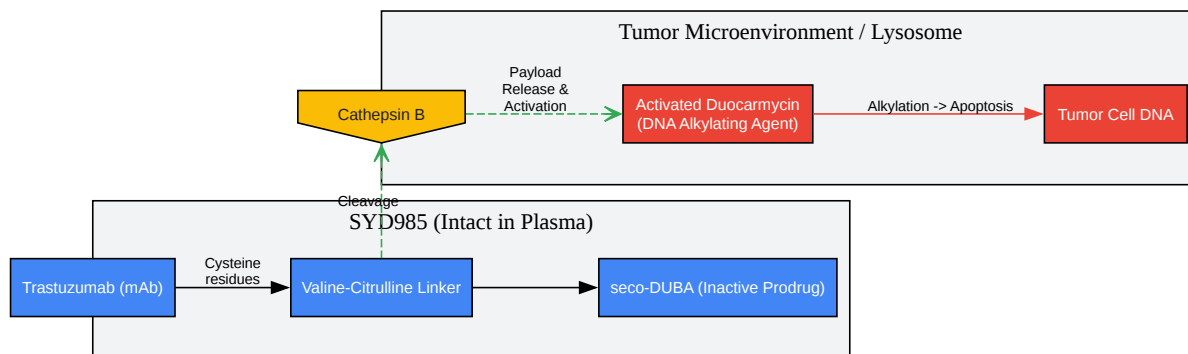 Tumor Microenvironment / Lysosome
Payload
Release &
Activation
Cathepsin B
Activated Duocarmycin
(DNA Alkylating Agent)
Alkylation -> Apoptosis
Tumor Cell DNA
Cleavage
SYD985 (Intact in Plasma)
Trastuzumab (mAb)
Cysteine
residues
Valine-Citrulline Linker
seco-DUBA (Inactive Prodrug)